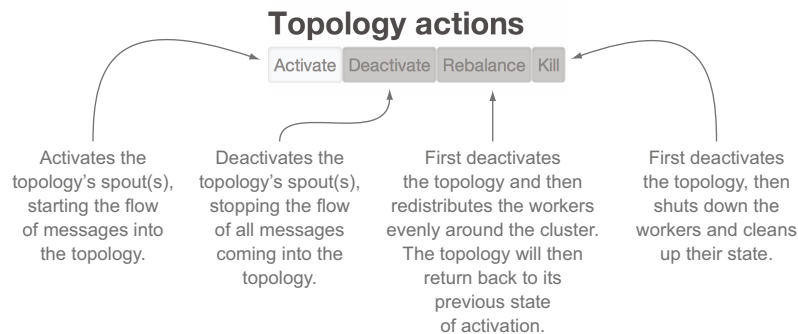 Topology actions
Activate Deactivate Rebalance Kill
Activates the
topology's spout(s),
starting the flow
of messages into
the topology.
Deactivates the
topology's spout(s),
stopping the flow
of all messages
coming into the
topology.
First deactivates
the topology and then
redistributes the workers
evenly around the cluster.
The topology will then
return back to its
previous state
of activation.
First deactivates
the topology, then
shuts down the
workers and cleans
up their state.